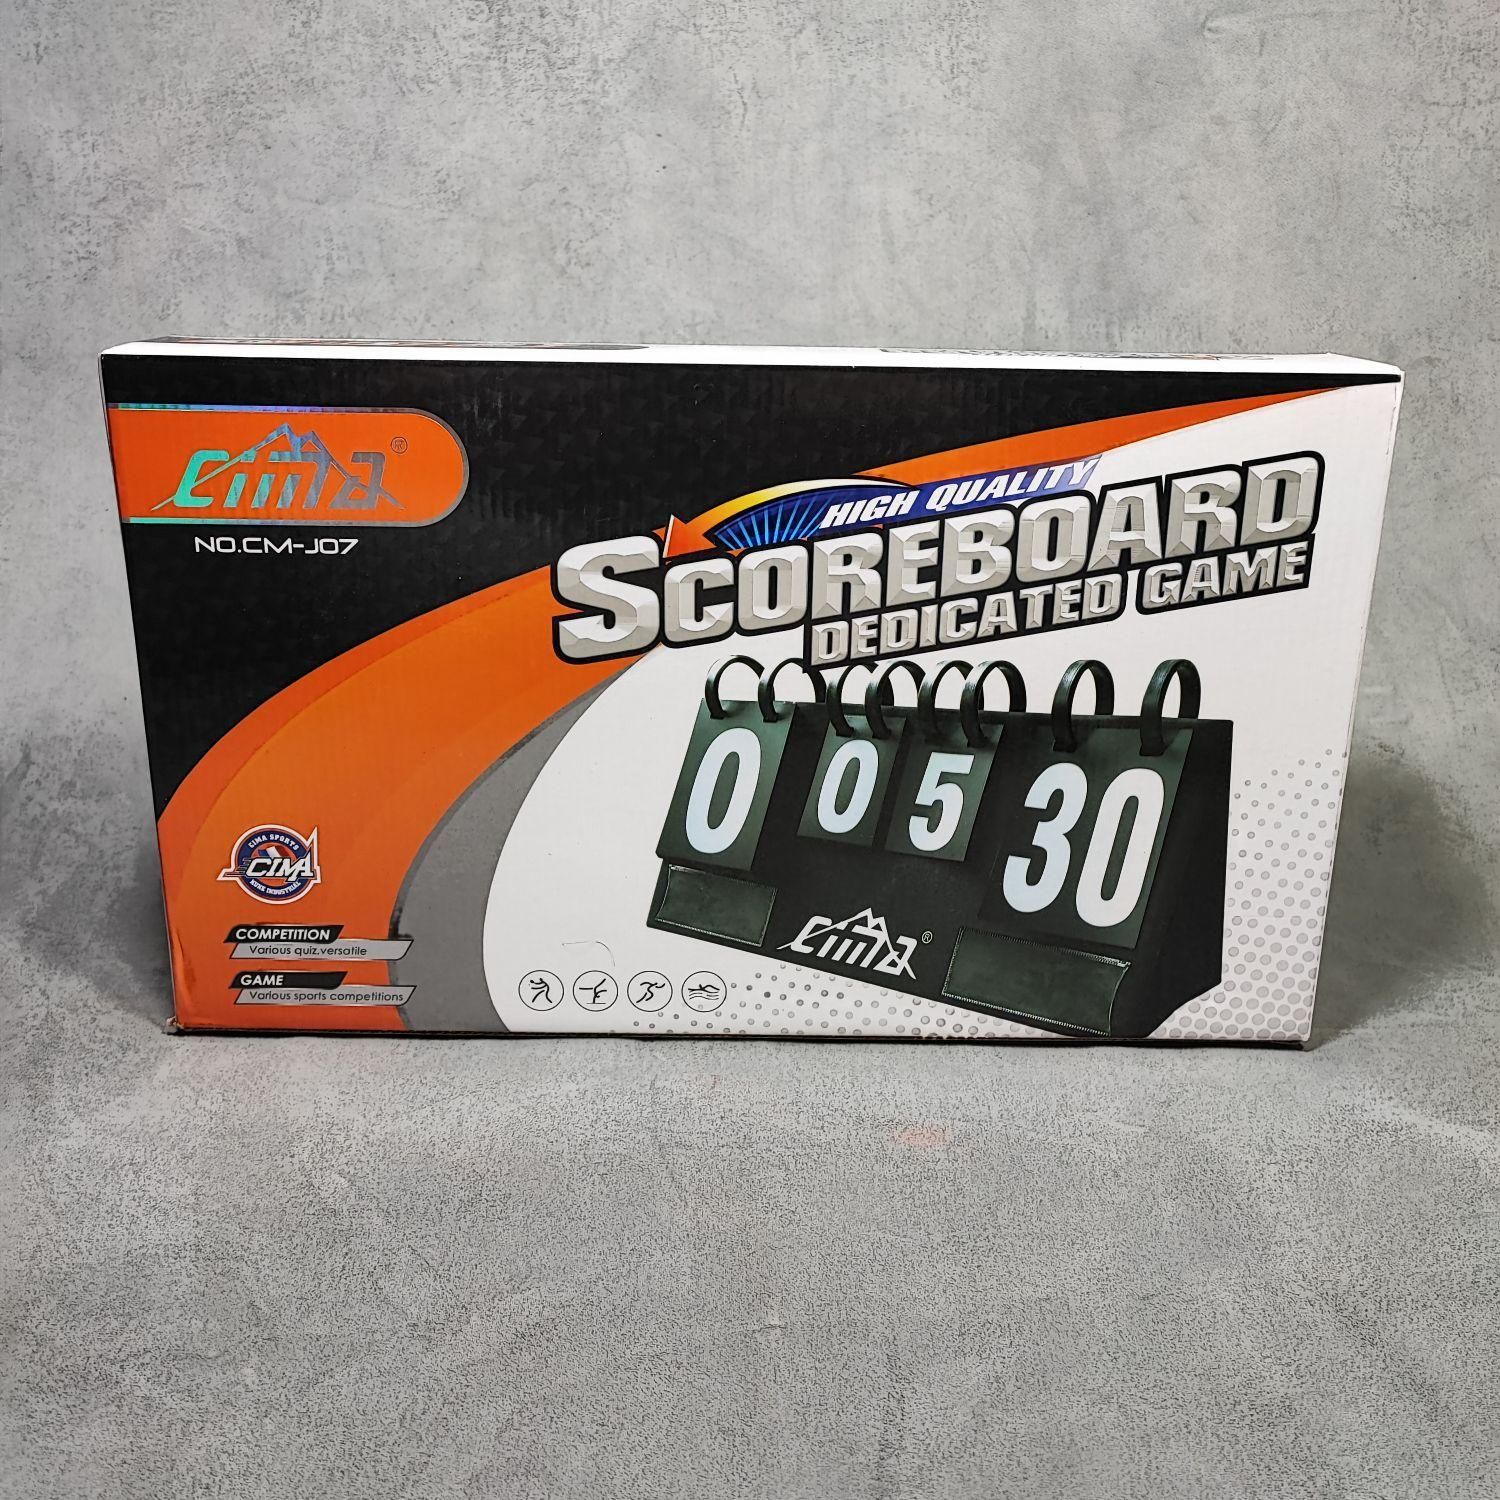 cima ®
NO.CM-J07
HIGH QUALITY
SCOREBOARD
DEDICATED GAME
0 0 5 30
cima ®
CIMA SPORTS
CIMA
COMPETITION
Various quiz,versatile
GAME
Various sports competitions